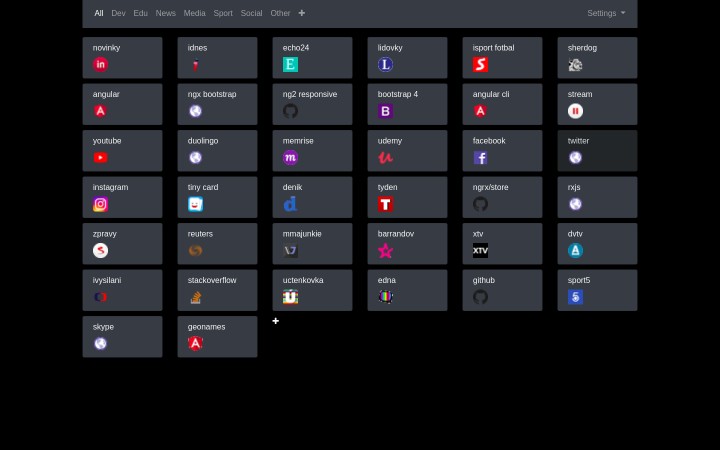 All Dev Edu News Media Sport Social Other + Settings
novinky idnes echo24 lidovky isport fotbal sherdog
angular ngx bootstrap ng2 responsive bootstrap 4 angular cli stream
youtube duolingo memrise udemy facebook twitter
instagram tiny card denik tyden ngrx/store rxjs
zpravy reuters mmajunkie barrandov xtv dvtv
XTV
ivysilani stackoverflow uctenkovka edna github sport5
skype geonames